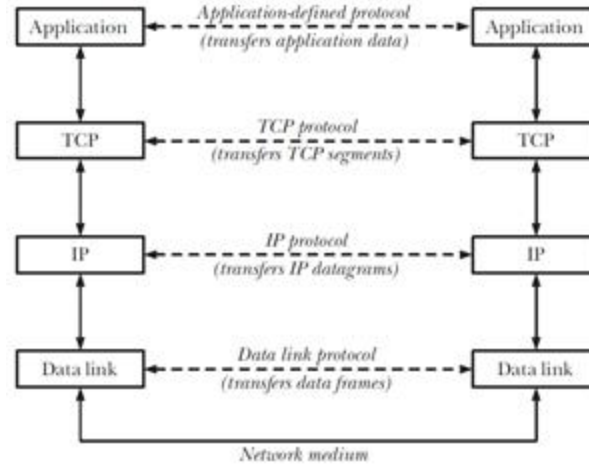 Application-defined protocol
Application
(transfers application data)
Application
TCP protocol
TCP
(transfers TCP segments)
TCP
IP protocol
IP
(transfers IP datagrams)
IP
Data link protocol
Data link
(transfers data frames)
Data link
Network medium